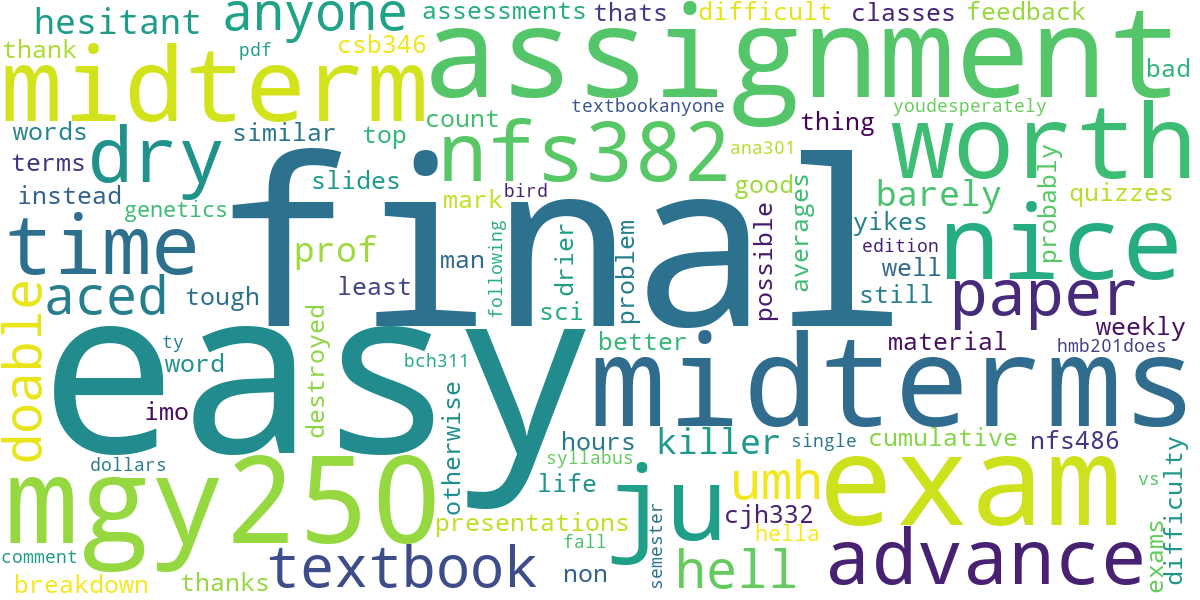 hesitant
anyone
assessments
thats
difficult
classes
feedback
thank
pdf
csb346
midterm
assignment
bad
textbookanyone
youdesperately
words
similar
top
count
nfs382
thing
worth
dry
ana301
terms
instead
slides
mark
bird
good
barely
quizzes
probably
genetics
final
averages
possible
yikes
nice
time
prof
following
drier
problem
man
edition
well
aced
tough
least
sci
still
paper
doable
destroyed
easy
weekly
ty
word
bch311
better
midterms
material
hmb201does
imo
otherwise
hours
killer
single
cumulative
nfs486
difficulty
dollars
mgy250
syllabus
life
ju
umh
exam
vs
presentations
semester
cjh332
hella
comment
fall
breakdown
thanks
textbook
non
hell
advance
exams